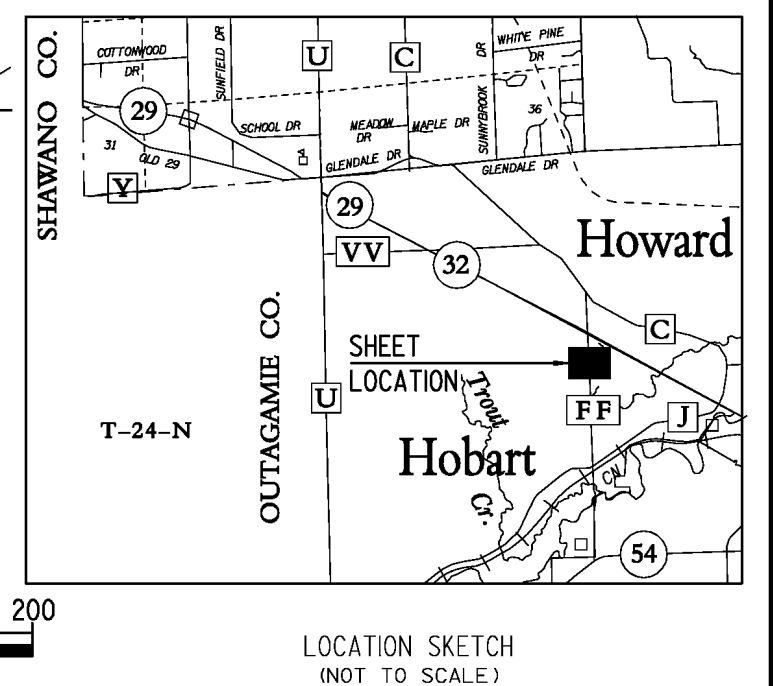 SHAWANO CO.
COTTONWOOD
DR
SUNFIELD DR
U
C
WHITE PINE
DR
SUNNYBROOK DR
29
SCHOOL DR
MEADOW
DR
MAPLE DR
36
31
OLD 29
GLENDALE DR
GLENDALE DR
Y
29
VV
32
Howard
OUTAGAMIE CO.
SHEET
LOCATION
C
U
Trout
Cr.
FF
J
T-24-N
Hobart
CN
54
200
LOCATION SKETCH
(NOT TO SCALE)